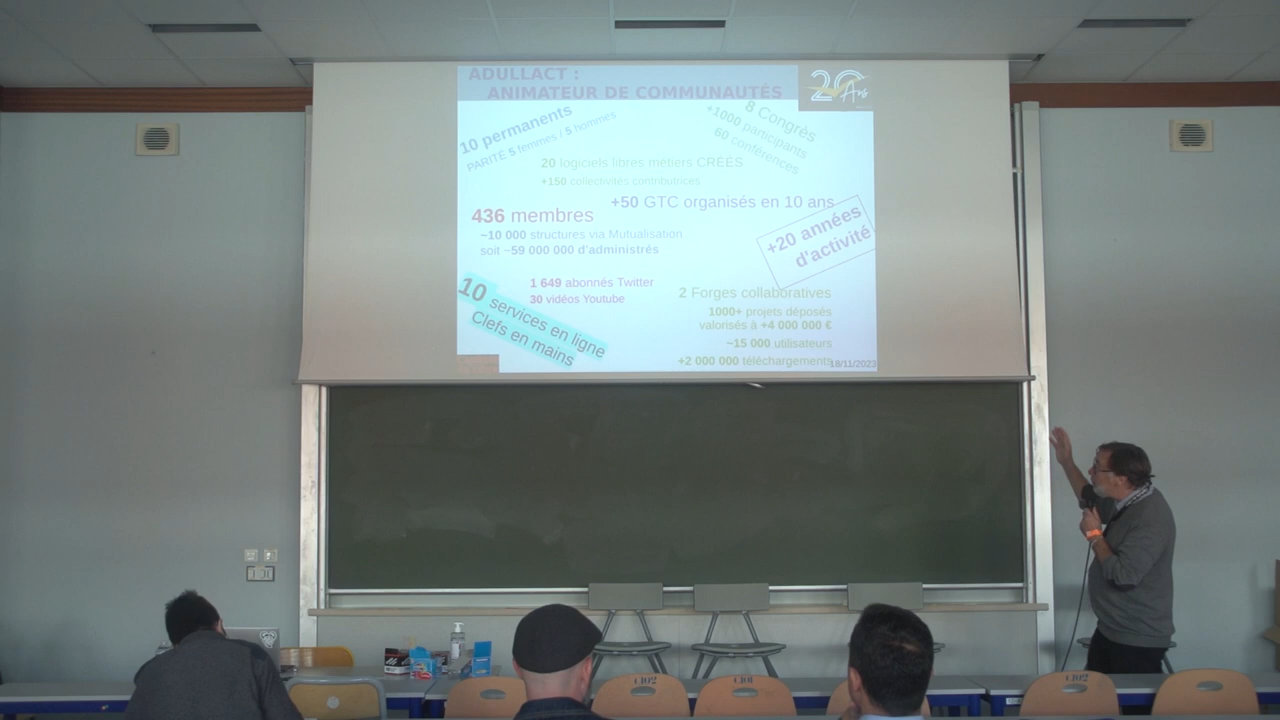 ADULLACT :
ANIMATEUR DE COMMUNAUTÉS
20
Ans
10 permanents
PARITÉ 5 femmes / 5 hommes
8 Congrès
+1000 participants
60 conférences
20 logiciels libres métiers CRÉÉS
+150 collectivités contributrices
+50 GTC organisés en 10 ans
436 membres
~10 000 structures via Mutualisation
soit ~59 000 000 d'administrés
+20 années
d'activité
1 649 abonnés Twitter
30 vidéos Youtube
10 services en ligne
Clefs en mains
2 Forges collaboratives
1000+ projets déposés
valorisés à +4 000 000 €
~15 000 utilisateurs
+2 000 000 téléchargements
18/11/2023
C102
C101
C102